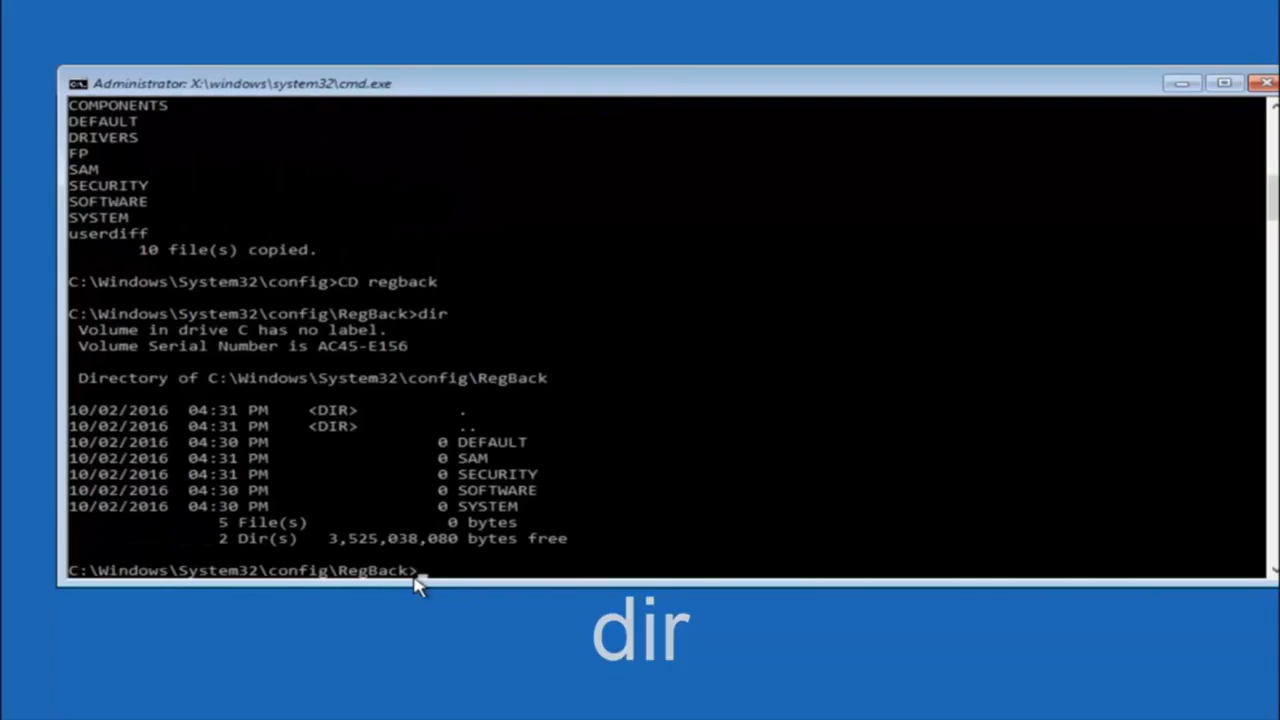 Administrator: X:\windows\system32\cmd.exe
COMPONENTS
DEFAULT
DRIVERS
FP
SAM
SECURITY
SOFTWARE
SYSTEM
userdiff
10 file(s) copied.
C:\Windows\System32\config>CD regback
C:\Windows\System32\config\RegBack>dir
Volume in drive C has no label.
Volume Serial Number is AC45-E156
Directory of C:\Windows\System32\config\RegBack
10/02/2016 04:31 PM <DIR> .
10/02/2016 04:31 PM <DIR> ..
10/02/2016 04:30 PM 0 DEFAULT
10/02/2016 04:31 PM 0 SAM
10/02/2016 04:31 PM 0 SECURITY
10/02/2016 04:30 PM 0 SOFTWARE
10/02/2016 04:30 PM 0 SYSTEM
5 File(s) 0 bytes
2 Dir(s) 3,525,038,080 bytes free
C:\Windows\System32\config\RegBack>_
dir